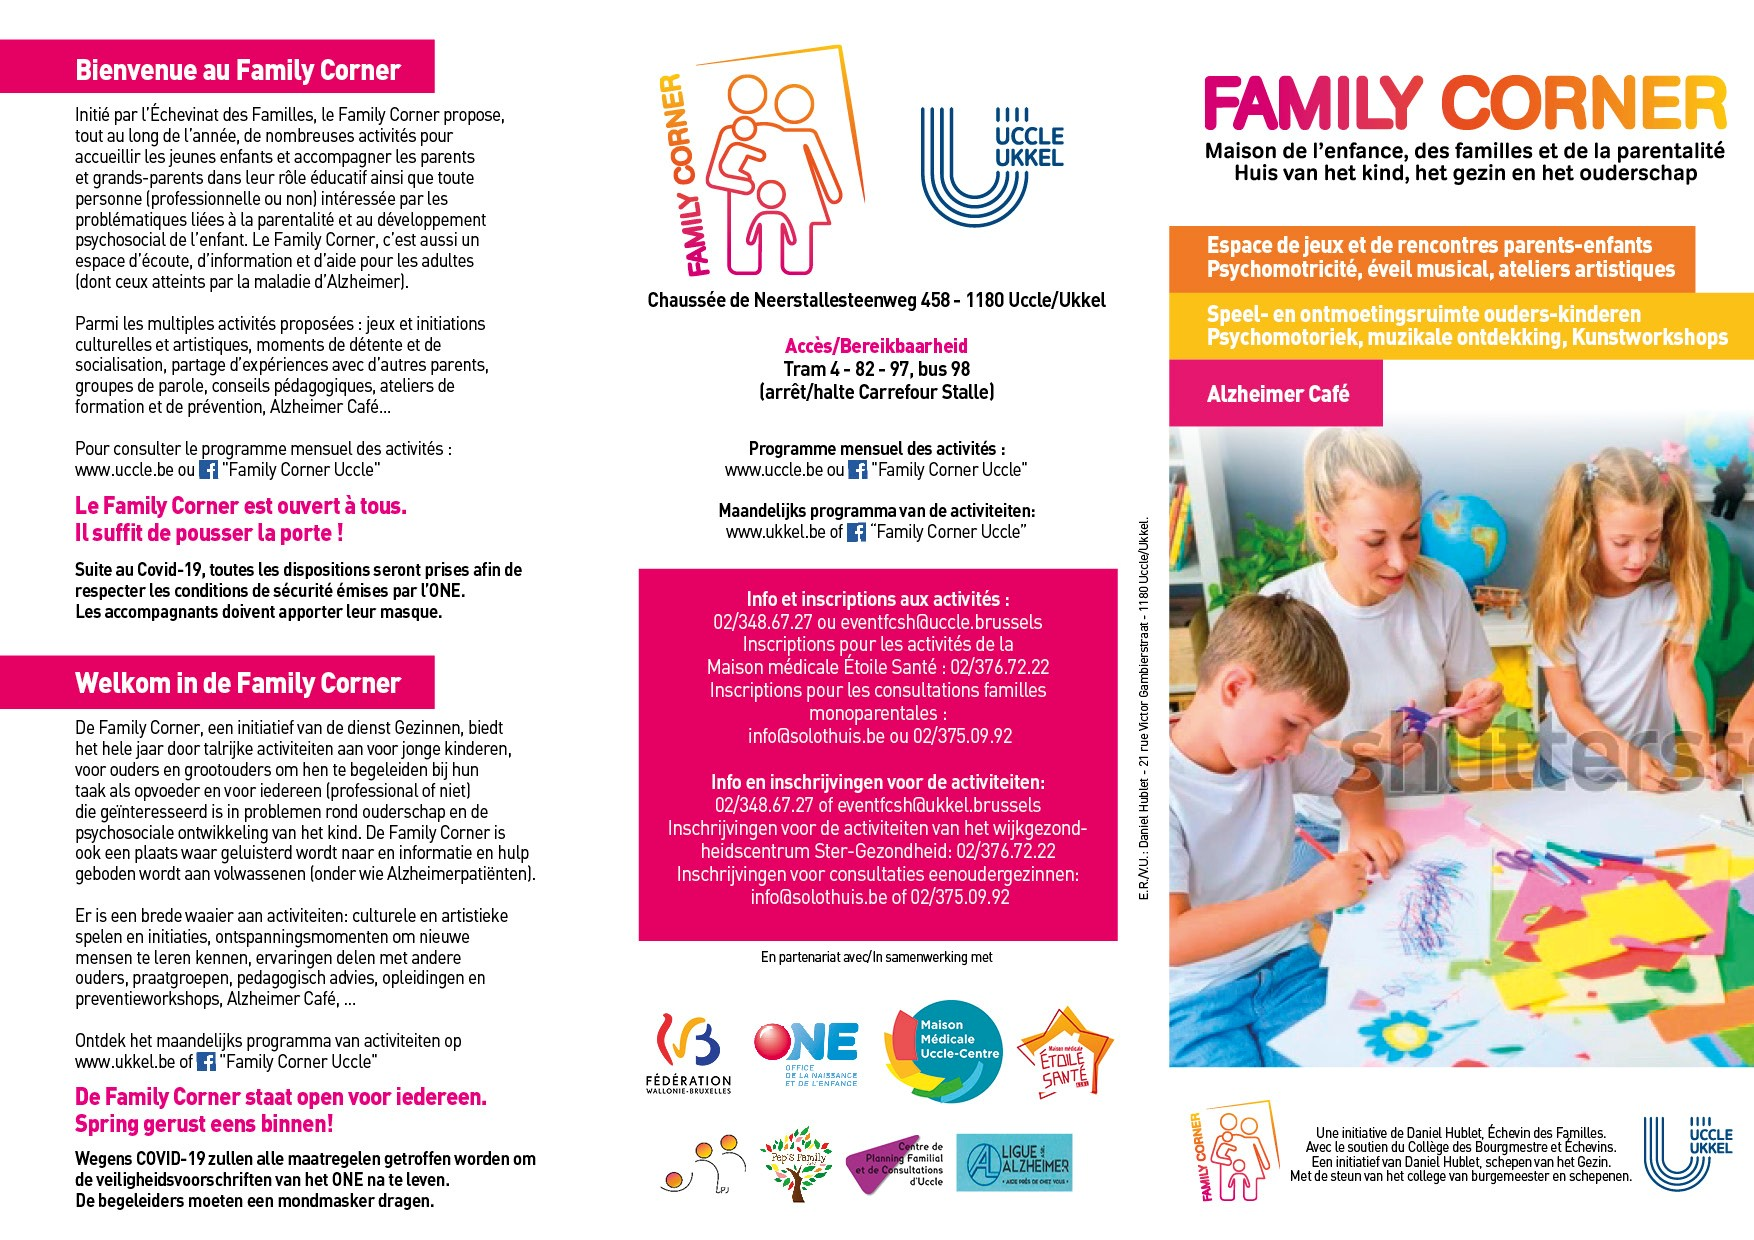 Bienvenue au Family Corner
Initié par l'Échevinat des Familles, le Family Corner propose,
tout au long de l'année, de nombreuses activités pour
accueillir les jeunes enfants et accompagner les parents
et grands-parents dans leur rôle éducatif ainsi que toute
personne (professionnelle ou non) intéressée par les
problématiques liées à la parentalité et au développement
psychosocial de l'enfant. Le Family Corner, c'est aussi un
espace d'écoute, d'information et d'aide pour les adultes
(dont ceux atteints par la maladie d'Alzheimer).
Parmi les multiples activités proposées : jeux et initiations
culturelles et artistiques, moments de détente et de
socialisation, partage d'expériences avec d'autres parents,
groupes de parole, conseils pédagogiques, ateliers de
formation et de prévention, Alzheimer Café...
Pour consulter le programme mensuel des activités :
www.uccle.be ou "Family Corner Uccle"
Le Family Corner est ouvert à tous.
Il suffit de pousser la porte !
Suite au Covid-19, toutes les dispositions seront prises afin de
respecter les conditions de sécurité émises par l'ONE.
Les accompagnants doivent apporter leur masque.
Welkom in de Family Corner
De Family Corner, een initiatief van de dienst Gezinnen, biedt
het hele jaar door talrijke activiteiten aan voor jonge kinderen,
voor ouders en grootouders om hen te begeleiden bij hun
taak als opvoeder en voor iedereen (professional of niet)
die geïnteresseerd is in problemen rond ouderschap en de
psychosociale ontwikkeling van het kind. De Family Corner is
ook een plaats waar geluisterd wordt naar en informatie en hulp
geboden wordt aan volwassenen (onder wie Alzheimerpatiënten).
Er is een brede waaier aan activiteiten: culturele en artistieke
spelen en initiaties, ontspanningsmomenten om nieuwe
mensen te leren kennen, ervaringen delen met andere
ouders, praatgroepen, pedagogisch advies, opleidingen en
preventieworkshops, Alzheimer Café, ...
Ontdek het maandelijks programma van activiteiten op
www.ukkel.be of "Family Corner Uccle"
De Family Corner staat open voor iedereen.
Spring gerust eens binnen!
Wegens COVID-19 zullen alle maatregelen getroffen worden om
de veiligheidsvoorschriften van het ONE na te leven.
De begeleiders moeten een mondmasker dragen.
FAMILY CORNER
UCCLE
UKKEL
Chaussée de Neerstallesteenweg 458 - 1180 Uccle/Ukkel
Accès/Bereikbaarheid
Tram 4 - 82 - 97, bus 98
(arrêt/halte Carrefour Stalle)
Programme mensuel des activités :
www.uccle.be ou "Family Corner Uccle"
Maandelijks programma van de activiteiten:
www.ukkel.be of "Family Corner Uccle"
Info et inscriptions aux activités :
02/348.67.27 ou eventfcsh@uccle.brussels
Inscriptions pour les activités de la
Maison médicale Étoile Santé : 02/376.72.22
Inscriptions pour les consultations familles
monoparentales :
info@solothuis.be ou 02/375.09.92
Info en inschrijvingen voor de activiteiten:
02/348.67.27 of eventfcsh@ukkel.brussels
Inschrijvingen voor de activiteiten van het wijkgezond-
heidscentrum Ster-Gezondheid: 02/376.72.22
Inschrijvingen voor consultaties eenoudergezinnen:
info@solothuis.be of 02/375.09.92
En partenariat avec/In samenwerking met
FÉDÉRATION
WALLONIE-BRUXELLES
ONE
OFFICE
DE LA NAISSANCE
ET DE L'ENFANCE
Maison
Médicale
Uccle-Centre
Maison médicale
ÉTOILE
SANTÉ
LPJ
Pep's Family
Centre de
Planning Familial
et de Consultations
d'Uccle
LIGUE
ALZHEIMER
• AIDE PRÈS DE CHEZ VOUS •
E.R./V.U. : Daniel Hublet - 21 rue Victor Gambierstraat - 1180 Uccle/Ukkel.
FAMILY CORNER
Maison de l'enfance, des familles et de la parentalité
Huis van het kind, het gezin en het ouderschap
Espace de jeux et de rencontres parents-enfants
Psychomotricité, éveil musical, ateliers artistiques
Speel- en ontmoetingsruimte ouders-kinderen
Psychomotoriek, muzikale ontdekking, Kunstworkshops
Alzheimer Café
shutterst
FAMILY CORNER
Une initiative de Daniel Hublet, Échevin des Familles.
Avec le soutien du Collège des Bourgmestre et Échevins.
Een initiatief van Daniel Hublet, schepen van het Gezin.
Met de steun van het college van burgemeester en schepenen.
UCCLE
UKKEL